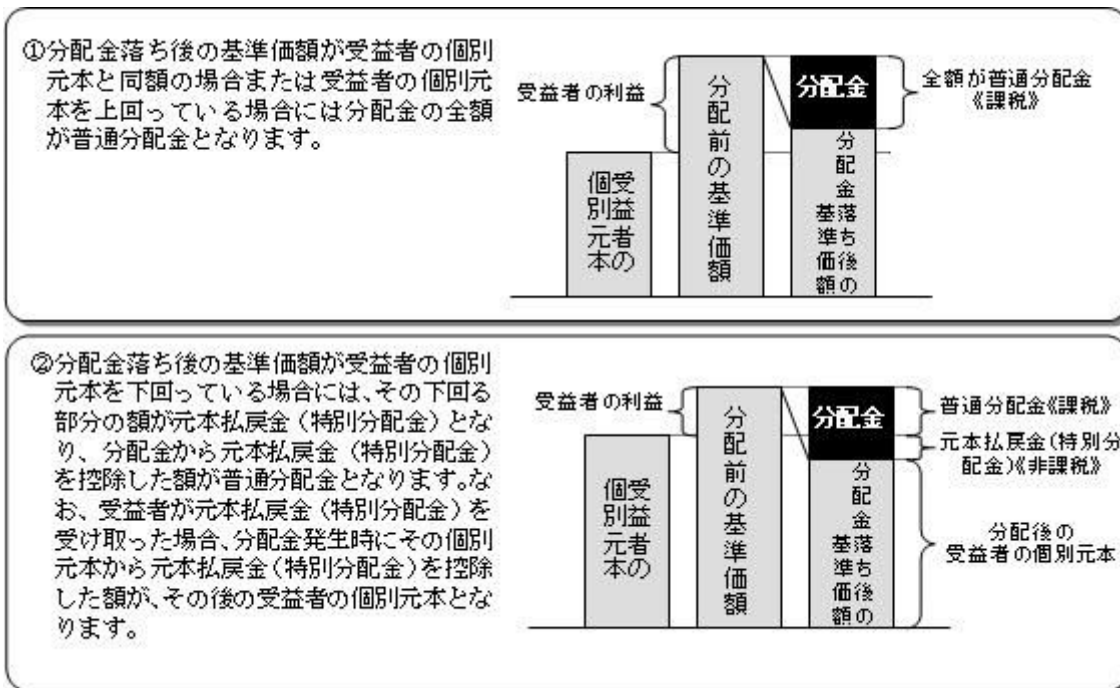 ①分配金落ち後の基準価額が受益者の個別
元本と同額の場合または受益者の個別元
本を上回っている場合には分配金の全額
が普通分配金となります。
受益者の利益
受益者の
個別元本
分配前の基準価額
分配金
分配金落ち後の
基準価額
全額が普通分配金
《課税》
②分配金落ち後の基準価額が受益者の個別
元本を下回っている場合には、その下回る
部分の額が元本払戻金（特別分配金）とな
り、分配金から元本払戻金（特別分配金）
を控除した額が普通分配金となります。な
お、受益者が元本払戻金（特別分配金）を
受け取った場合、分配金発生時にその個別
元本から元本払戻金（特別分配金）を控除
した額が、その後の受益者の個別元本とな
ります。
受益者の利益
受益者の
個別元本
分配前の基準価額
分配金
分配金落ち後の
基準価額
普通分配金《課税》
元本払戻金（特別分
配金）《非課税》
分配後の
受益者の個別元本